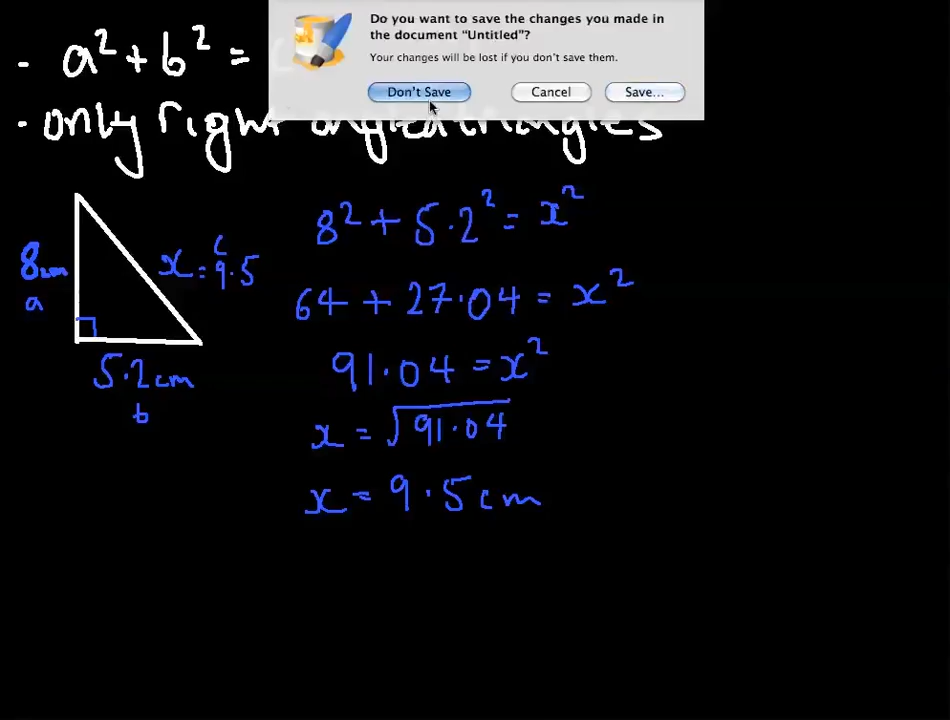 Do you want to save the changes you made in
the document “Untitled”?
Your changes will be lost if you don't save them.
Don't Save Cancel Save...
· a² + b² =
· only right angled triangles
8cm
a
x = 9.5
c
5.2cm
b
8² + 5.2² = x²
64 + 27.04 = x²
91.04 = x²
x = √91.04
x = 9.5cm